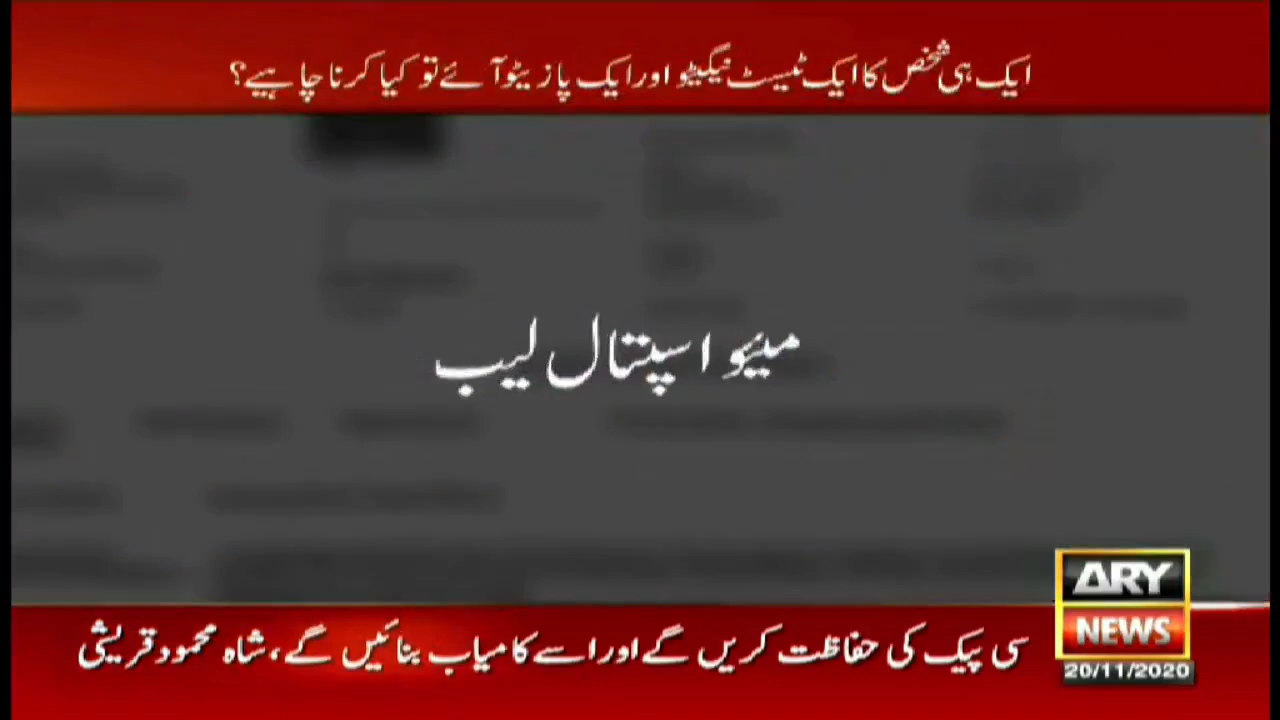 ایک ہی شخص کا ایک ٹیسٹ نیگیٹو اور ایک پازیٹو آئے تو کیا کرنا چاہیے؟
میئو اسپتال لیب
ARY
NEWS
20/11/2020
سی پیک کی حفاظت کریں گے اور اسے کامیاب بنائیں گے، شاہ محمود قریشی